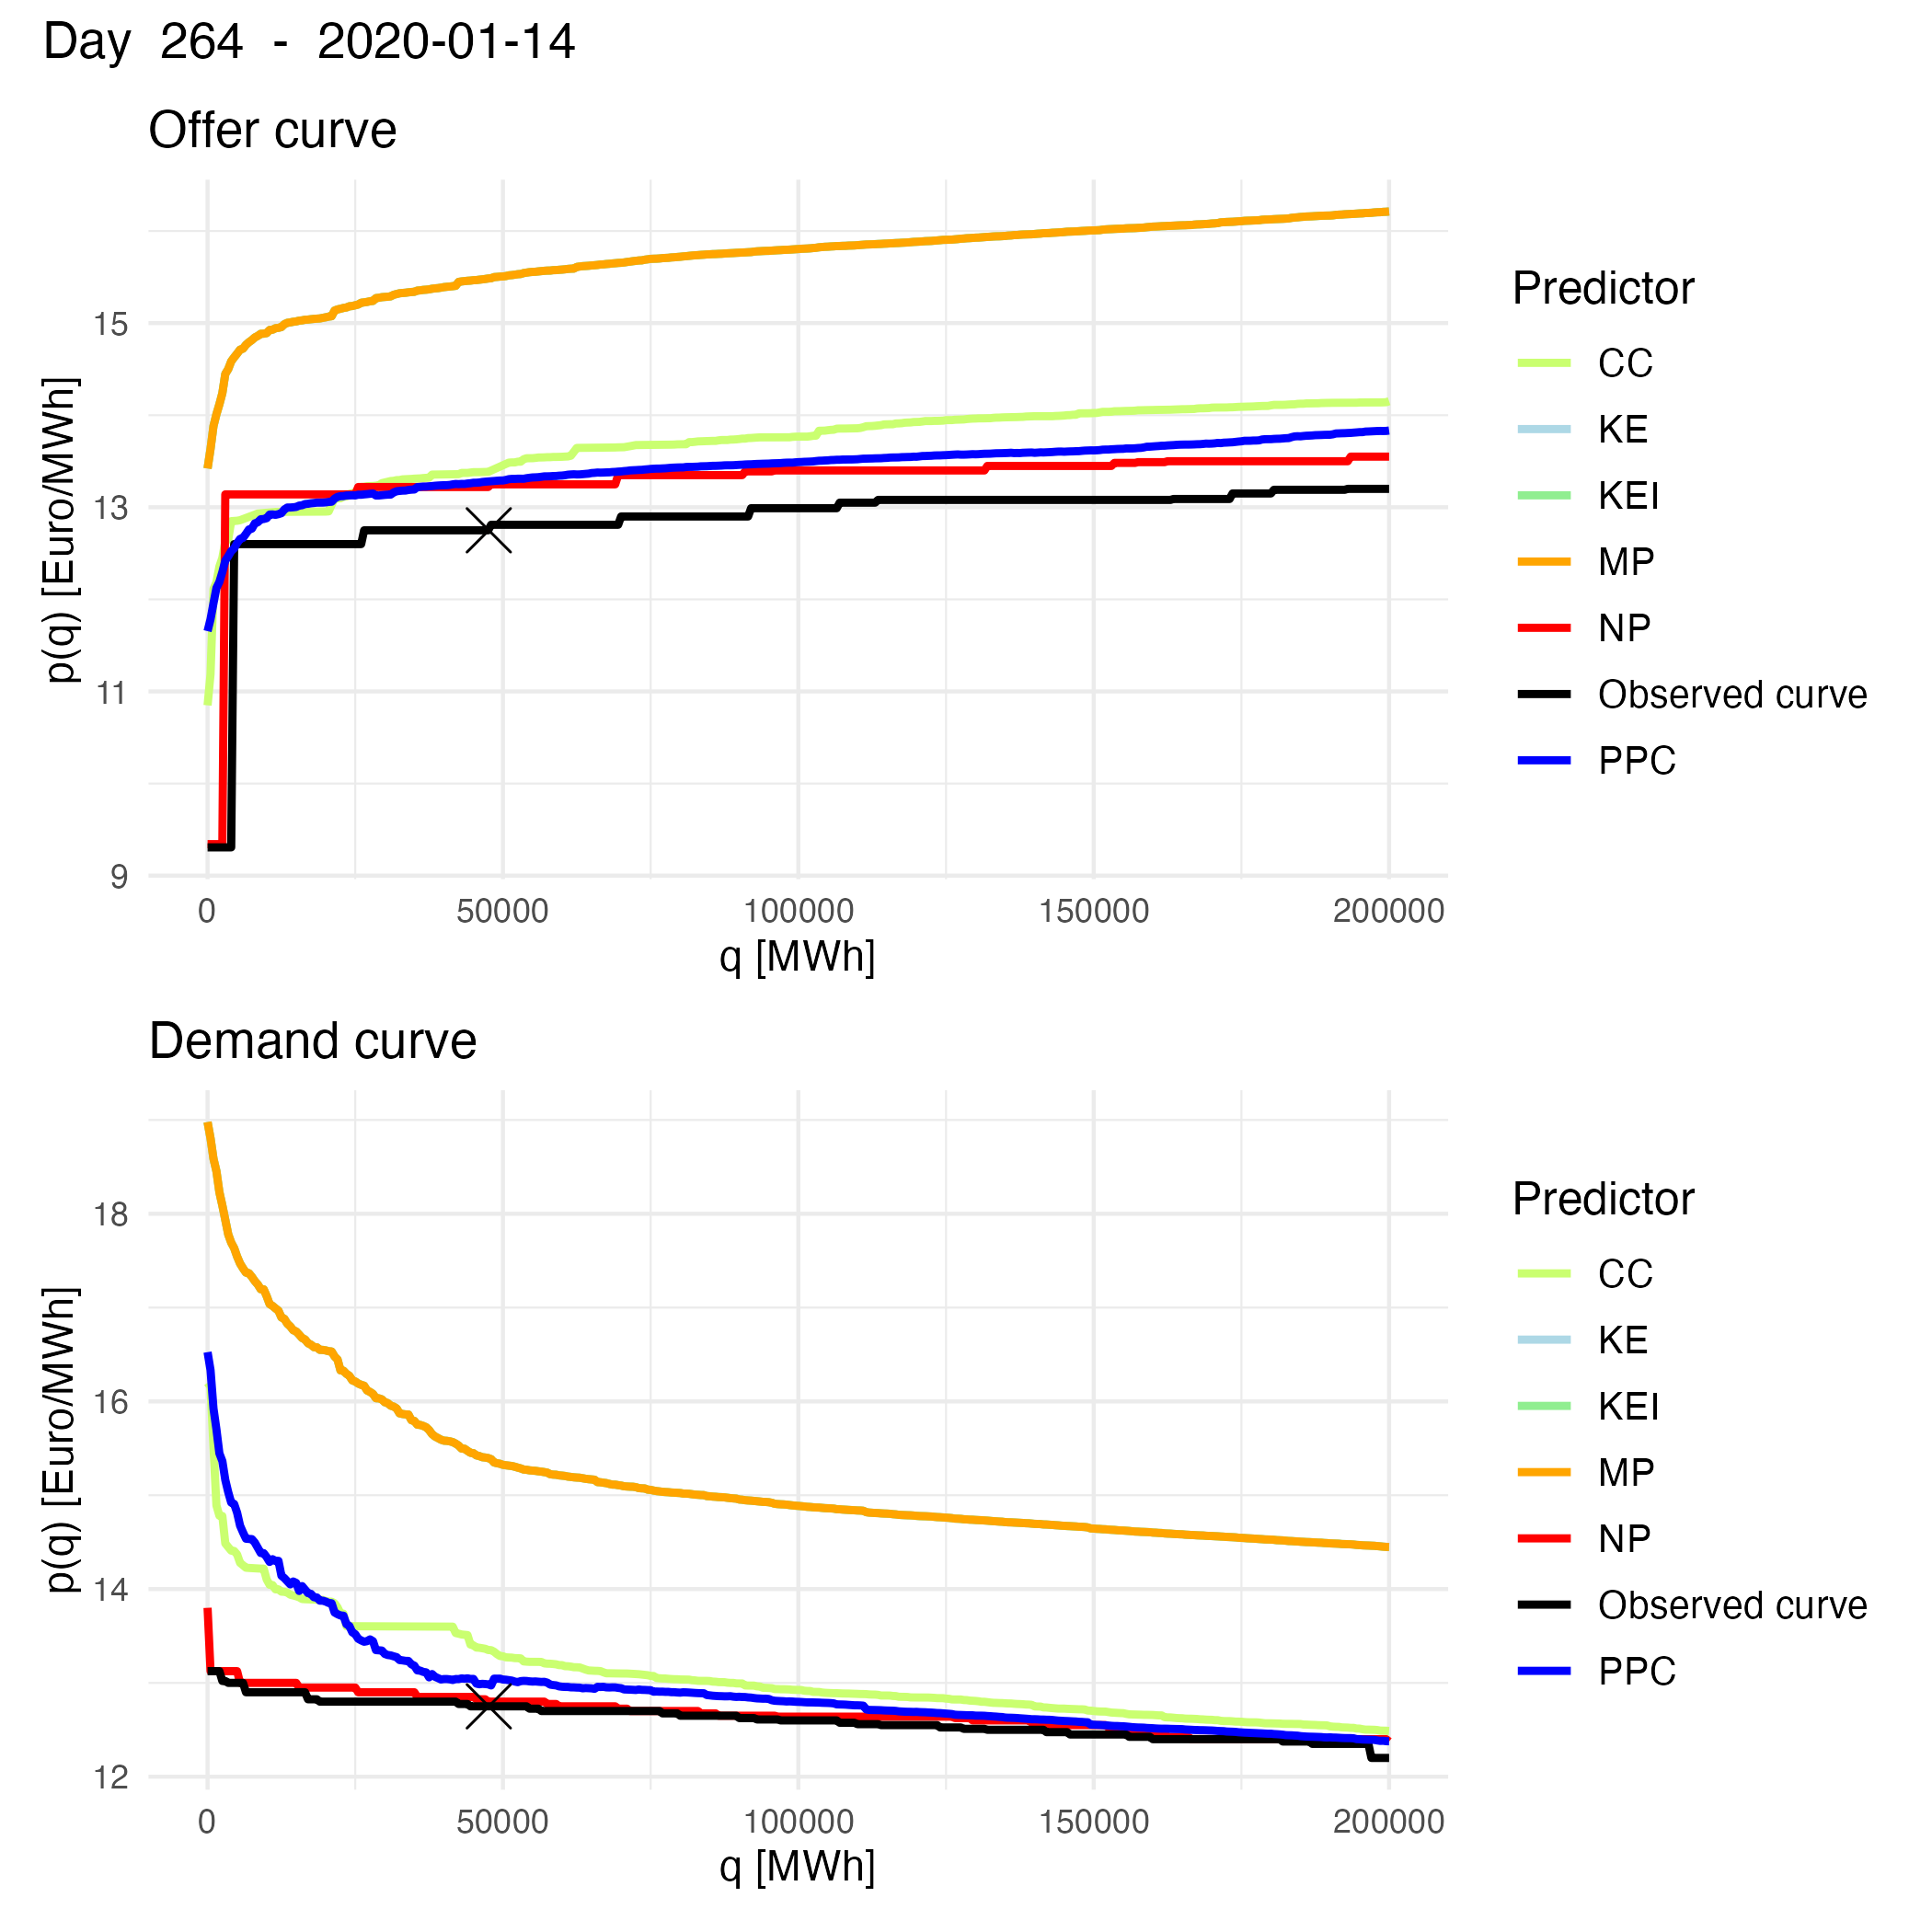 Day 264 - 2020-01-14
Offer curve
15
13
11
9
p(q) [Euro/MWh]
0 50000 100000 150000 200000
q [MWh]
Predictor
CC
KE
KEI
MP
NP
Observed curve
PPC
Demand curve
18
16
14
12
p(q) [Euro/MWh]
0 50000 100000 150000 200000
q [MWh]
Predictor
CC
KE
KEI
MP
NP
Observed curve
PPC